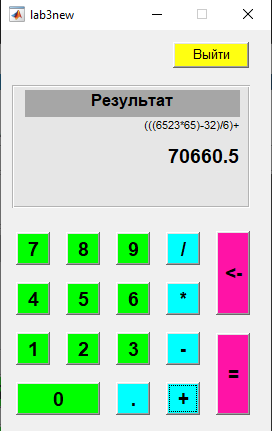 lab3new
Выйти
Результат
(((6523*65)-32)/6)+
70660.5
7 8 9 / <-
4 5 6 *
1 2 3 - =
0 . +